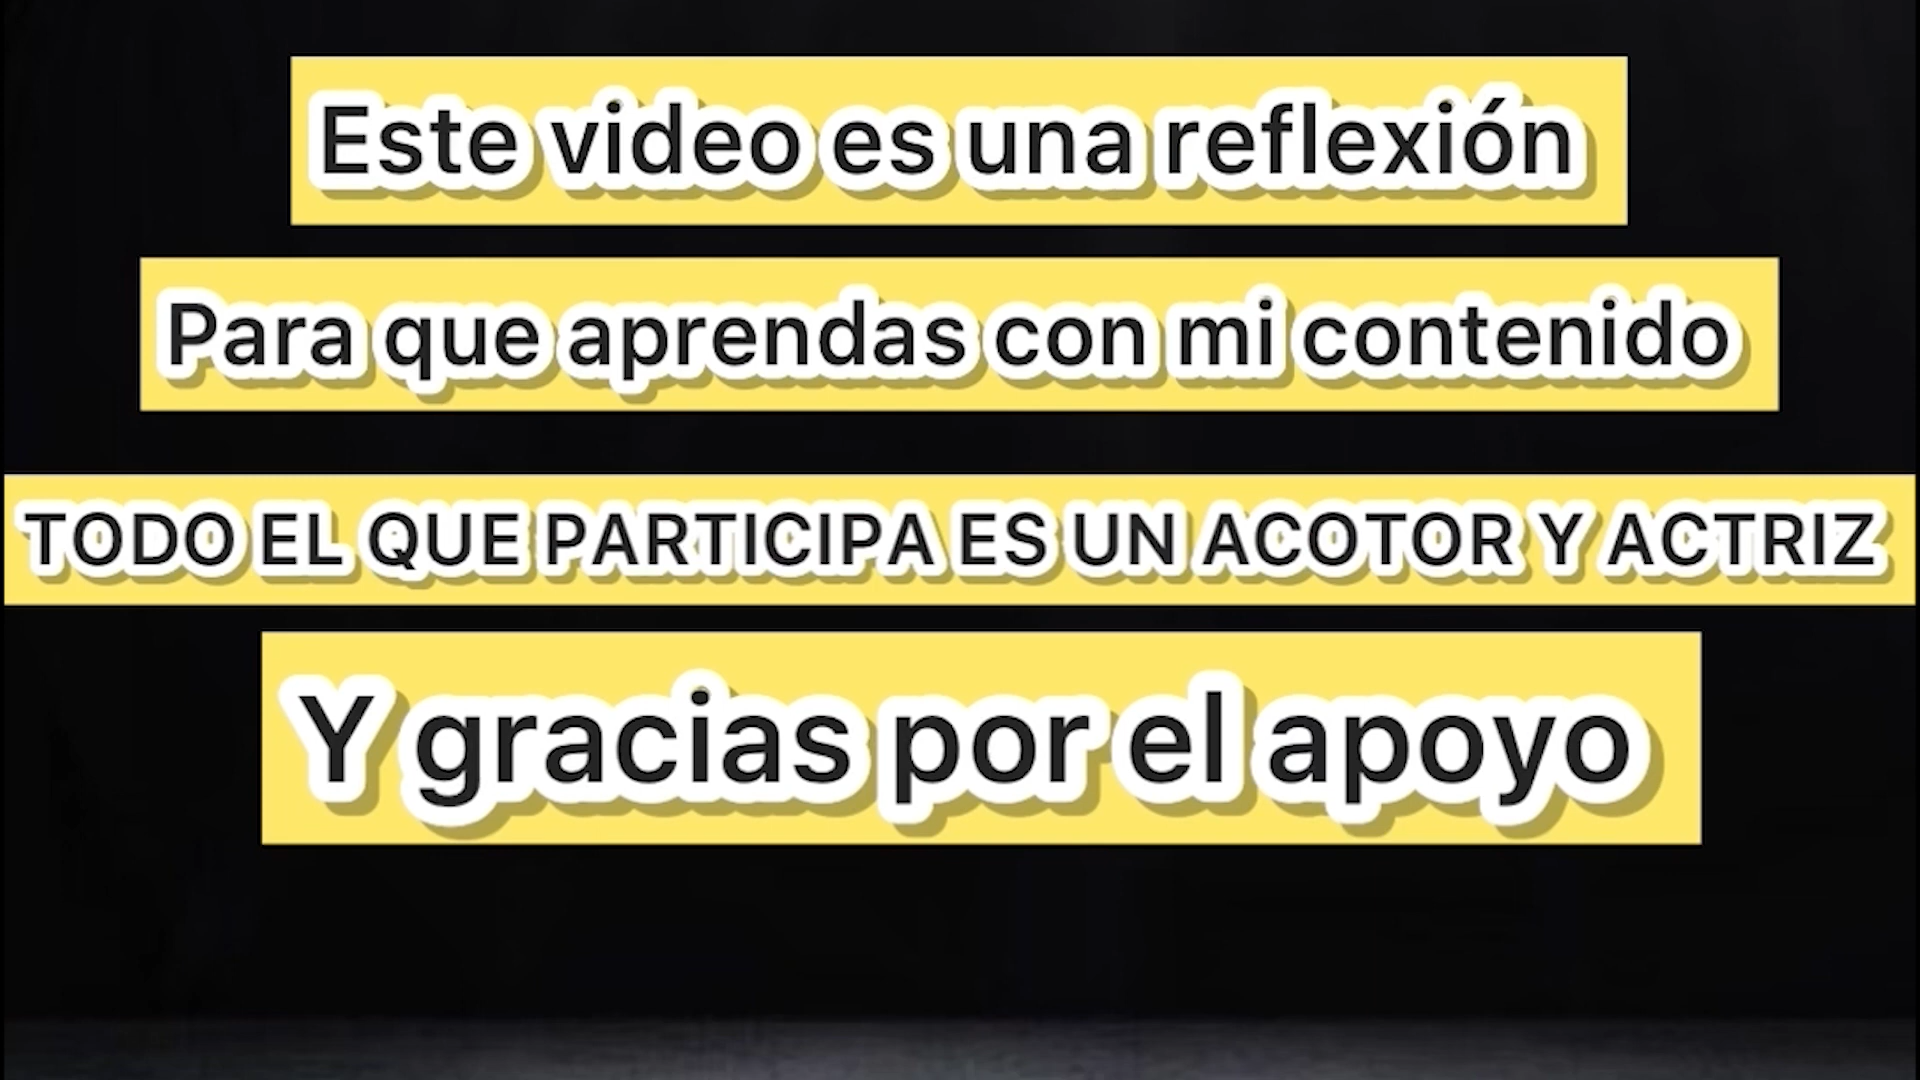 Este video es una reflexión
Para que aprendas con mi contenido
TODO EL QUE PARTICIPA ES UN ACOTOR Y ACTRIZ
Y gracias por el apoyo